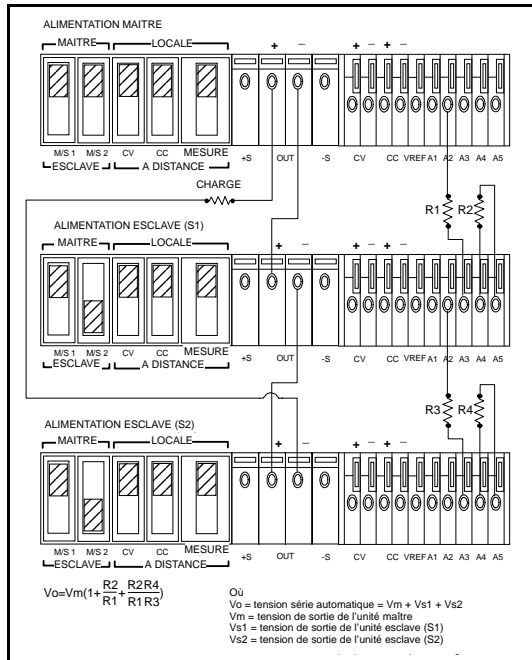 ALIMENTATION MAITRE
MAITRE LOCALE + − + − + −
M/S 1 M/S 2 CV CC MESURE +S OUT -S CV CC VREF A1 A2 A3 A4 A5
ESCLAVE A DISTANCE
CHARGE
R1 R2
ALIMENTATION ESCLAVE (S1)
MAITRE LOCALE + − + − + −
M/S 1 M/S 2 CV CC MESURE +S OUT -S CV CC VREF A1 A2 A3 A4 A5
ESCLAVE A DISTANCE
R3 R4
ALIMENTATION ESCLAVE (S2)
MAITRE LOCALE + − + − + −
M/S 1 M/S 2 CV CC MESURE +S OUT -S CV CC VREF A1 A2 A3 A4 A5
ESCLAVE A DISTANCE
Vo=Vm(1+R2/R1+R2R4/R1R3)
Où
Vo = tension série automatique = Vm + Vs1 + Vs2
Vm = tension de sortie de l'unité maître
Vs1 = tension de sortie de l'unité esclave (S1)
Vs2 = tension de sortie de l'unité esclave (S2)